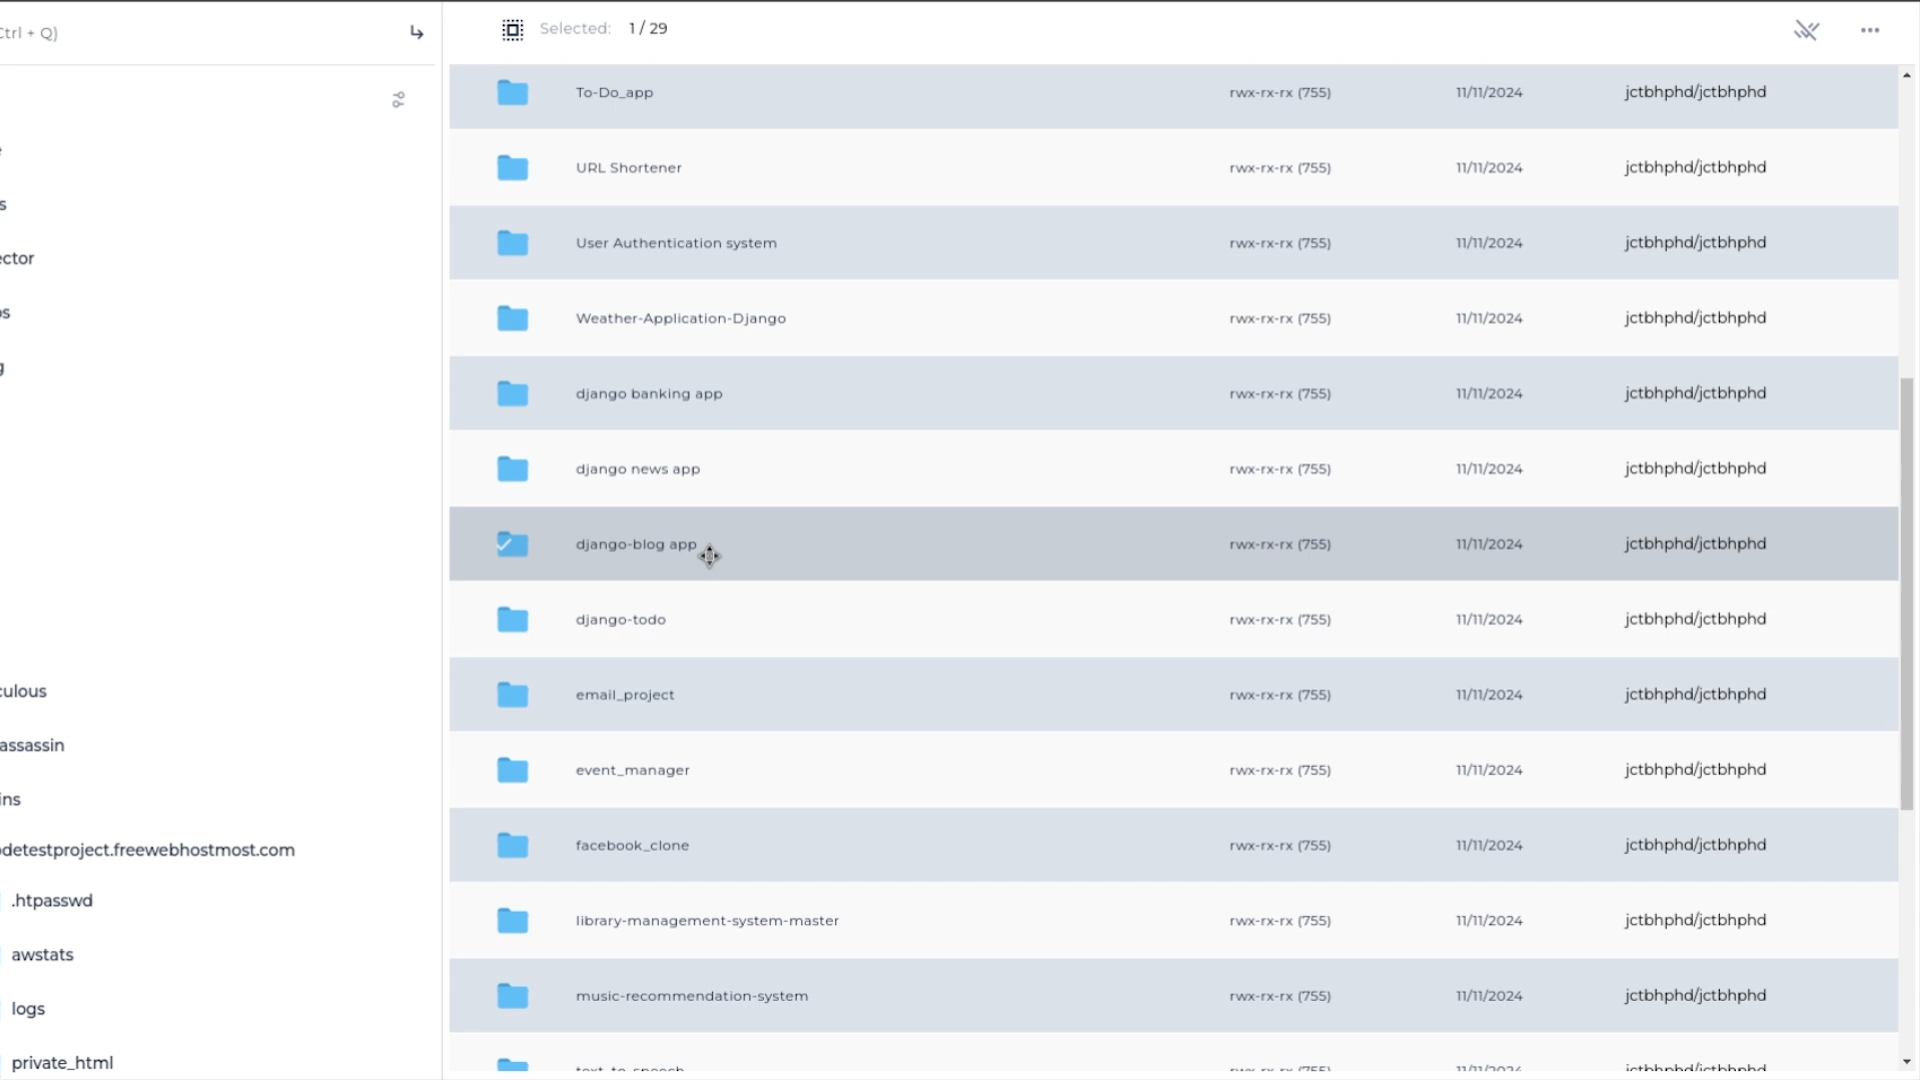 Ctrl + Q)
Selected: 1 / 29
To-Do_app rwx-rx-rx (755) 11/11/2024 jctbhphd/jctbhphd
URL Shortener rwx-rx-rx (755) 11/11/2024 jctbhphd/jctbhphd
User Authentication system rwx-rx-rx (755) 11/11/2024 jctbhphd/jctbhphd
Weather-Application-Django rwx-rx-rx (755) 11/11/2024 jctbhphd/jctbhphd
django banking app rwx-rx-rx (755) 11/11/2024 jctbhphd/jctbhphd
django news app rwx-rx-rx (755) 11/11/2024 jctbhphd/jctbhphd
django-blog app rwx-rx-rx (755) 11/11/2024 jctbhphd/jctbhphd
django-todo rwx-rx-rx (755) 11/11/2024 jctbhphd/jctbhphd
email_project rwx-rx-rx (755) 11/11/2024 jctbhphd/jctbhphd
event_manager rwx-rx-rx (755) 11/11/2024 jctbhphd/jctbhphd
facebook_clone rwx-rx-rx (755) 11/11/2024 jctbhphd/jctbhphd
library-management-system-master rwx-rx-rx (755) 11/11/2024 jctbhphd/jctbhphd
music-recommendation-system rwx-rx-rx (755) 11/11/2024 jctbhphd/jctbhphd
text_to_speech rwx-rx-rx (755) 11/11/2024 jctbhphd/jctbhphd
s
ector
os
g
culous
assassin
ins
odetestproject.freewebhostmost.com
.htpasswd
awstats
logs
private_html